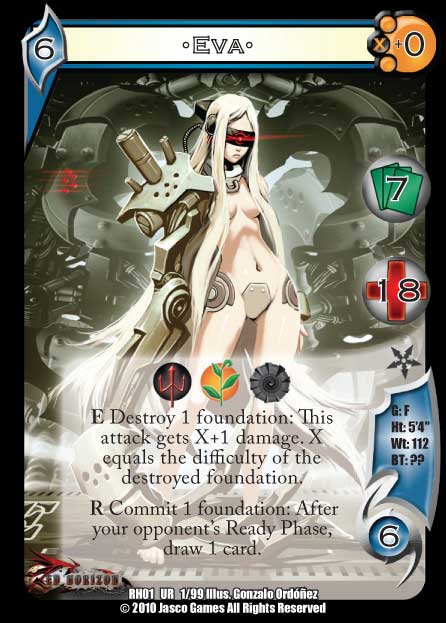 6
•EVA•
X +0
7
18
G: F
Ht: 5'4"
Wt: 112
BT: ??
6
E Destroy 1 foundation: This
attack gets X+1 damage. X
equals the difficulty of the
destroyed foundation.
R Commit 1 foundation: After
your opponent's Ready Phase,
draw 1 card.
RED HORIZON
RH01 UR 1/99 Illus. Gonzalo Ordóñez
© 2010 Jasco Games All Rights Reserved